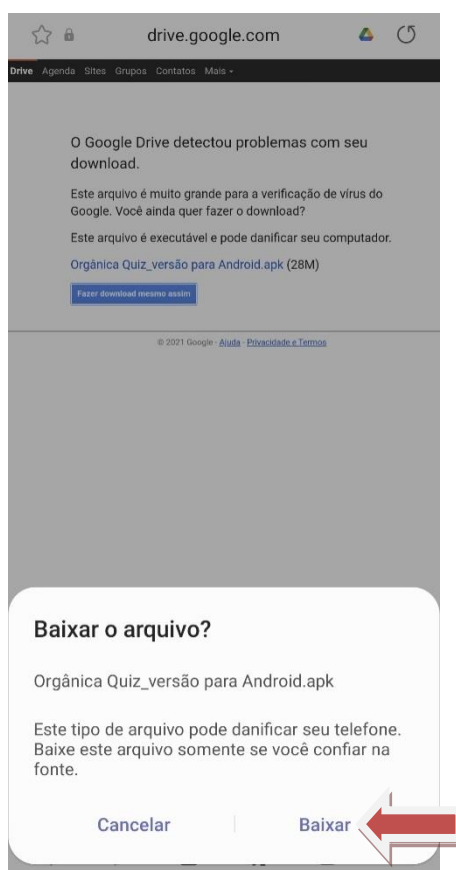 drive.google.com
Drive Agenda Sites Grupos Contatos Mais
O Google Drive detectou problemas com seu
download.
Este arquivo é muito grande para a verificação de vírus do
Google. Você ainda quer fazer o download?
Este arquivo é executável e pode danificar seu computador.
Orgânica Quiz_versão para Android.apk (28M)
Fazer download mesmo assim
© 2021 Google - Ajuda - Privacidade e Termos
Baixar o arquivo?
Orgânica Quiz_versão para Android.apk
Este tipo de arquivo pode danificar seu telefone.
Baixe este arquivo somente se você confiar na
fonte.
Cancelar Baixar